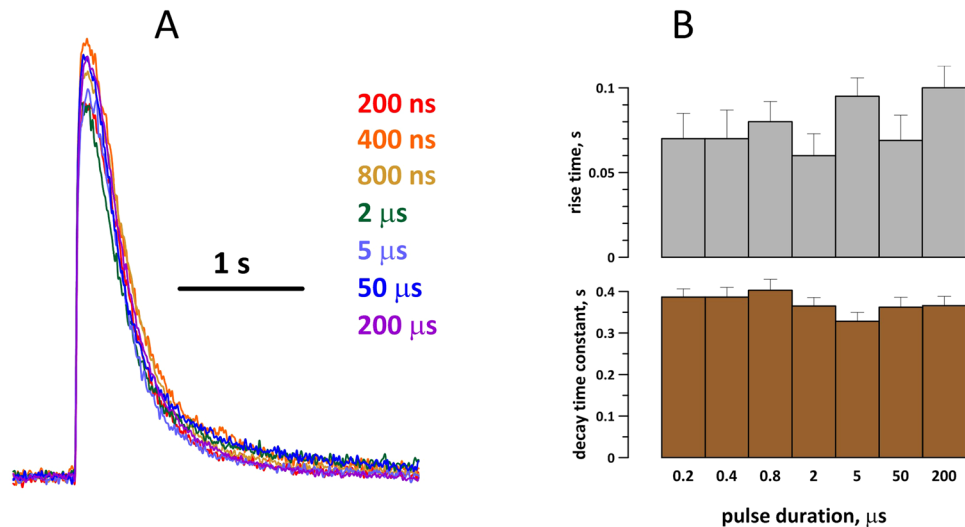 A
200 ns
400 ns
800 ns
2 μs
5 μs
50 μs
200 μs
1 s
B
rise time, s
0.1
0.05
0
decay time constant, s
0.4
0.3
0.2
0.1
0
0.2 0.4 0.8 2 5 50 200
pulse duration, μs